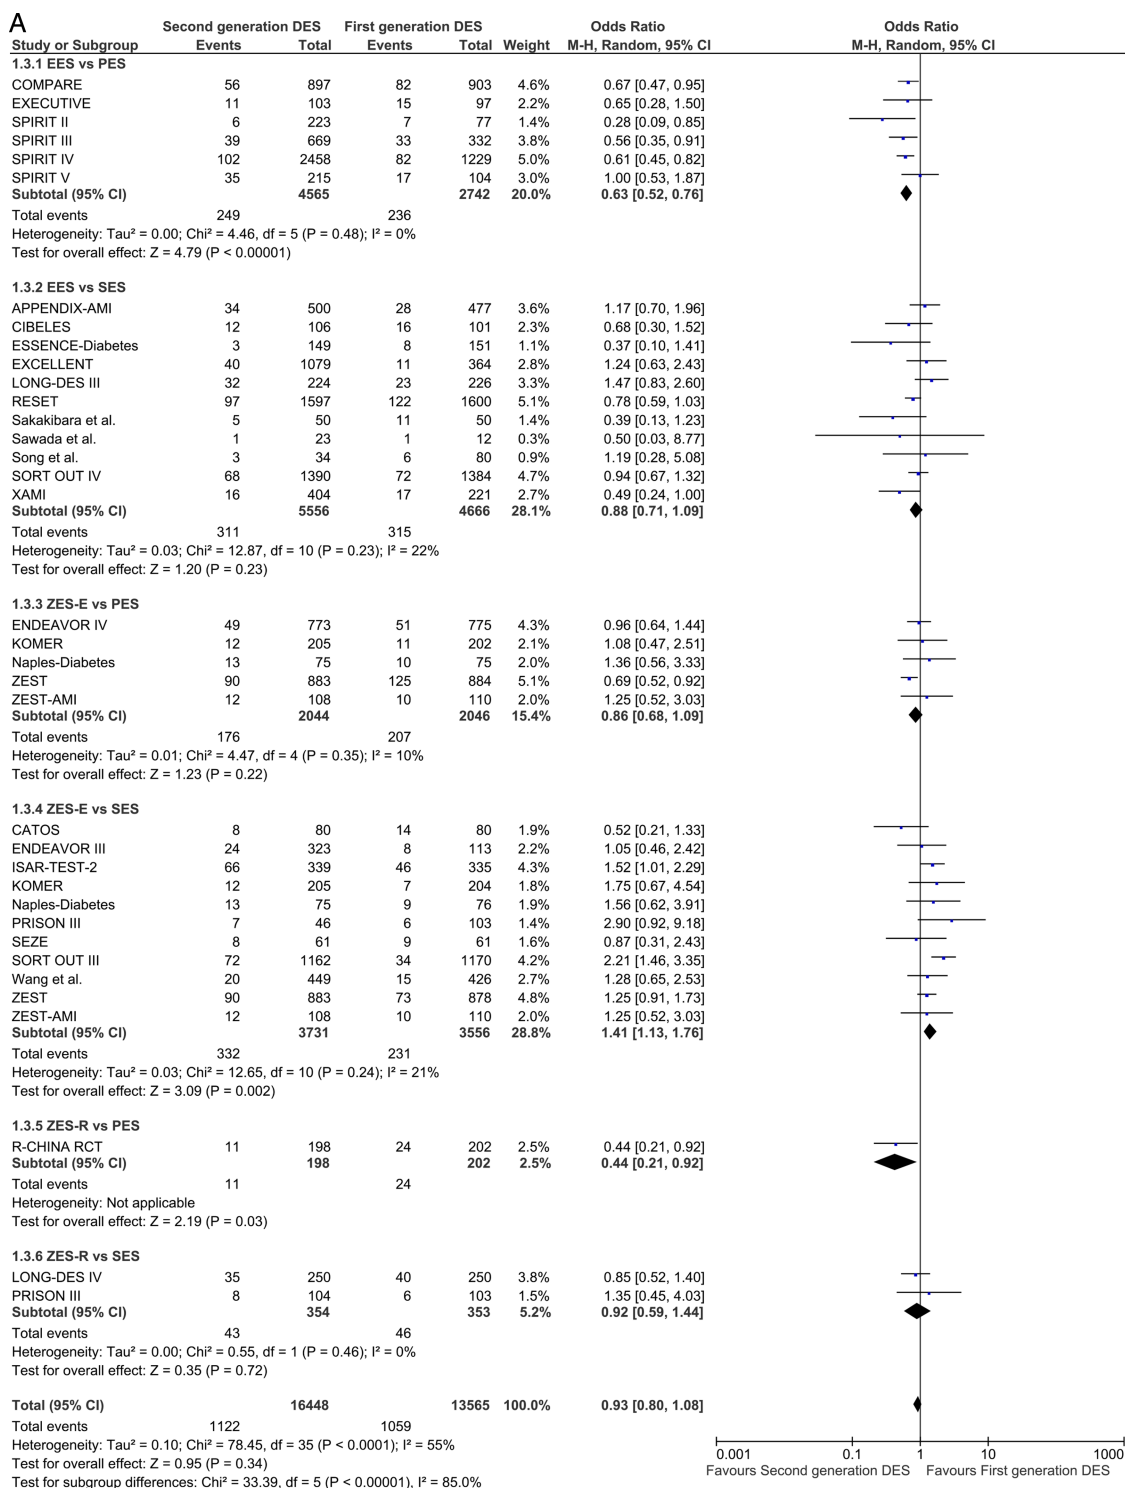 A
Second generation DES First generation DES Odds Ratio Odds Ratio
Study or Subgroup Events Total Events Total Weight M-H, Random, 95% CI M-H, Random, 95% CI
1.3.1 EES vs PES
COMPARE 56 897 82 903 4.6% 0.67 [0.47, 0.95]
EXECUTIVE 11 103 15 97 2.2% 0.65 [0.28, 1.50]
SPIRIT II 6 223 7 77 1.4% 0.28 [0.09, 0.85]
SPIRIT III 39 669 33 332 3.8% 0.56 [0.35, 0.91]
SPIRIT IV 102 2458 82 1229 5.0% 0.61 [0.45, 0.82]
SPIRIT V 35 215 17 104 3.0% 1.00 [0.53, 1.87]
Subtotal (95% CI) 4565 2742 20.0% 0.63 [0.52, 0.76]
Total events 249 236
Heterogeneity: Tau² = 0.00; Chi² = 4.46, df = 5 (P = 0.48); I² = 0%
Test for overall effect: Z = 4.79 (P < 0.00001)
1.3.2 EES vs SES
APPENDIX-AMI 34 500 28 477 3.6% 1.17 [0.70, 1.96]
CIBELES 12 106 16 101 2.3% 0.68 [0.30, 1.52]
ESSENCE-Diabetes 3 149 8 151 1.1% 0.37 [0.10, 1.41]
EXCELLENT 40 1079 11 364 2.8% 1.24 [0.63, 2.43]
LONG-DES III 32 224 23 226 3.3% 1.47 [0.83, 2.60]
RESET 97 1597 122 1600 5.1% 0.78 [0.59, 1.03]
Sakakibara et al. 5 50 11 50 1.4% 0.39 [0.13, 1.23]
Sawada et al. 1 23 1 12 0.3% 0.50 [0.03, 8.77]
Song et al. 3 34 6 80 0.9% 1.19 [0.28, 5.08]
SORT OUT IV 68 1390 72 1384 4.7% 0.94 [0.67, 1.32]
XAMI 16 404 17 221 2.7% 0.49 [0.24, 1.00]
Subtotal (95% CI) 5556 4666 28.1% 0.88 [0.71, 1.09]
Total events 311 315
Heterogeneity: Tau² = 0.03; Chi² = 12.87, df = 10 (P = 0.23); I² = 22%
Test for overall effect: Z = 1.20 (P = 0.23)
1.3.3 ZES-E vs PES
ENDEAVOR IV 49 773 51 775 4.3% 0.96 [0.64, 1.44]
KOMER 12 205 11 202 2.1% 1.08 [0.47, 2.51]
Naples-Diabetes 13 75 10 75 2.0% 1.36 [0.56, 3.33]
ZEST 90 883 125 884 5.1% 0.69 [0.52, 0.92]
ZEST-AMI 12 108 10 110 2.0% 1.25 [0.52, 3.03]
Subtotal (95% CI) 2044 2046 15.4% 0.86 [0.68, 1.09]
Total events 176 207
Heterogeneity: Tau² = 0.01; Chi² = 4.47, df = 4 (P = 0.35); I² = 10%
Test for overall effect: Z = 1.23 (P = 0.22)
1.3.4 ZES-E vs SES
CATOS 8 80 14 80 1.9% 0.52 [0.21, 1.33]
ENDEAVOR III 24 323 8 113 2.2% 1.05 [0.46, 2.42]
ISAR-TEST-2 66 339 46 335 4.3% 1.52 [1.01, 2.29]
KOMER 12 205 7 204 1.8% 1.75 [0.67, 4.54]
Naples-Diabetes 13 75 9 76 1.9% 1.56 [0.62, 3.91]
PRISON III 7 46 6 103 1.4% 2.90 [0.92, 9.18]
SEZE 8 61 9 61 1.6% 0.87 [0.31, 2.43]
SORT OUT III 72 1162 34 1170 4.2% 2.21 [1.46, 3.35]
Wang et al. 20 449 15 426 2.7% 1.28 [0.65, 2.53]
ZEST 90 883 73 878 4.8% 1.25 [0.91, 1.73]
ZEST-AMI 12 108 10 110 2.0% 1.25 [0.52, 3.03]
Subtotal (95% CI) 3731 3556 28.8% 1.41 [1.13, 1.76]
Total events 332 231
Heterogeneity: Tau² = 0.03; Chi² = 12.65, df = 10 (P = 0.24); I² = 21%
Test for overall effect: Z = 3.09 (P = 0.002)
1.3.5 ZES-R vs PES
R-CHINA RCT 11 198 24 202 2.5% 0.44 [0.21, 0.92]
Subtotal (95% CI) 198 202 2.5% 0.44 [0.21, 0.92]
Total events 11 24
Heterogeneity: Not applicable
Test for overall effect: Z = 2.19 (P = 0.03)
1.3.6 ZES-R vs SES
LONG-DES IV 35 250 40 250 3.8% 0.85 [0.52, 1.40]
PRISON III 8 104 6 103 1.5% 1.35 [0.45, 4.03]
Subtotal (95% CI) 354 353 5.2% 0.92 [0.59, 1.44]
Total events 43 46
Heterogeneity: Tau² = 0.00; Chi² = 0.55, df = 1 (P = 0.46); I² = 0%
Test for overall effect: Z = 0.35 (P = 0.72)
Total (95% CI) 16448 13565 100.0% 0.93 [0.80, 1.08]
Total events 1122 1059
Heterogeneity: Tau² = 0.10; Chi² = 78.45, df = 35 (P < 0.0001); I² = 55%
Test for overall effect: Z = 0.95 (P = 0.34)
Test for subgroup differences: Chi² = 33.39, df = 5 (P < 0.00001), I² = 85.0%
0.001 0.1 1 10 1000
Favours Second generation DES Favours First generation DES